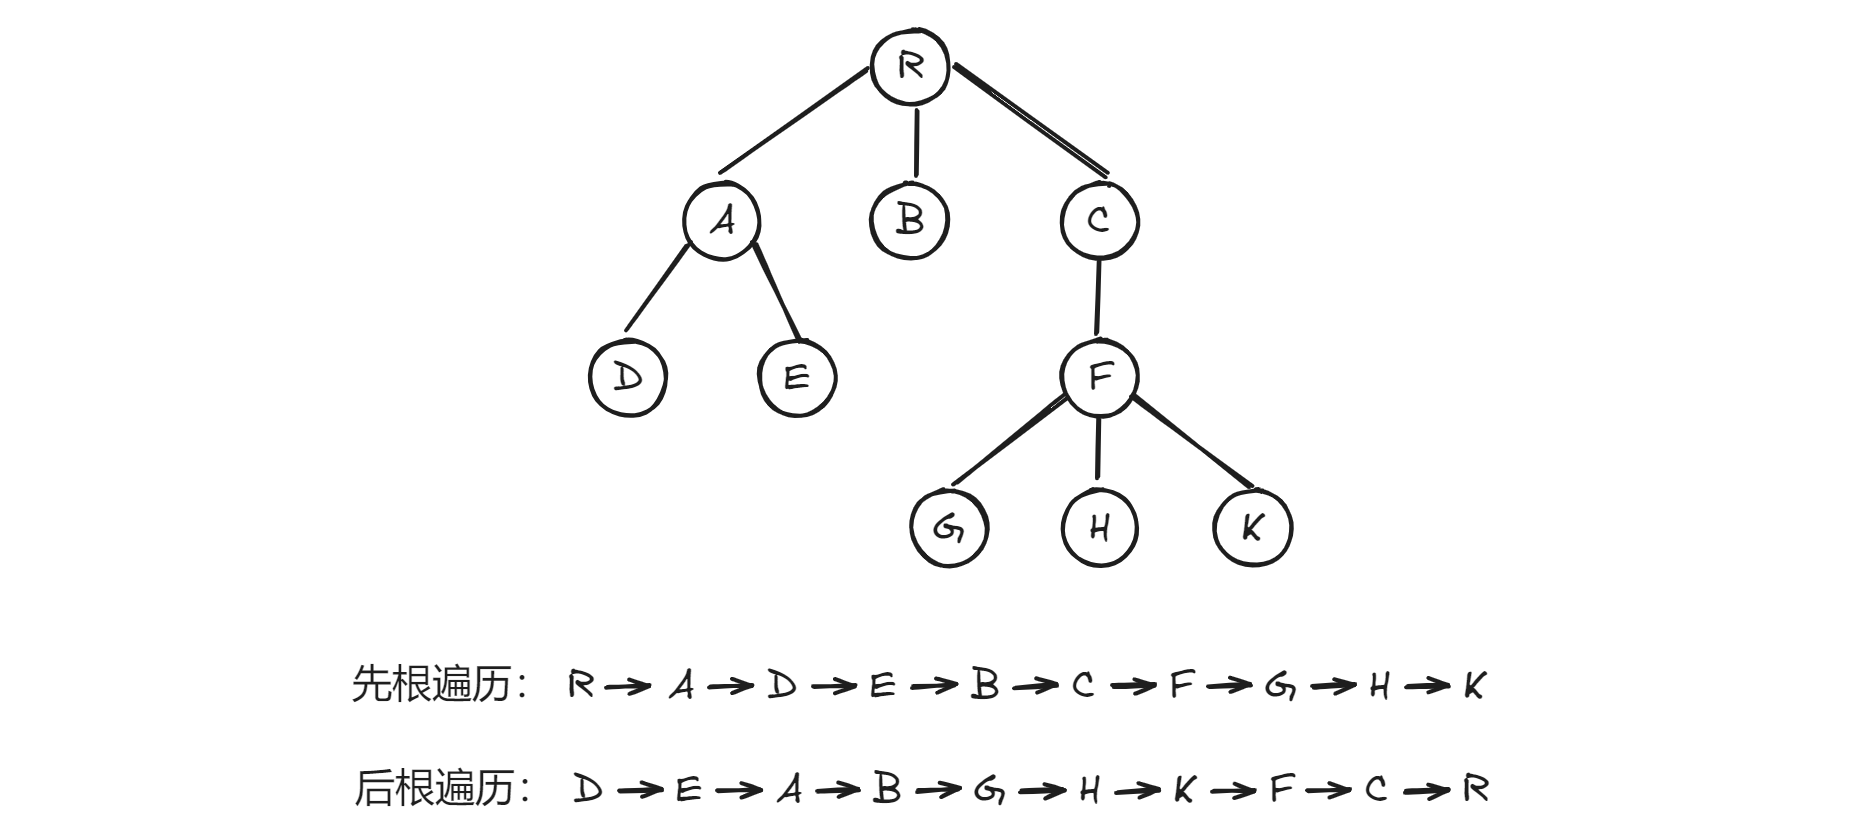 R
A B C
D E F
G H K
先根遍历： R → A → D → E → B → C → F → G → H → K
后根遍历： D → E → A → B → G → H → K → F → C → R